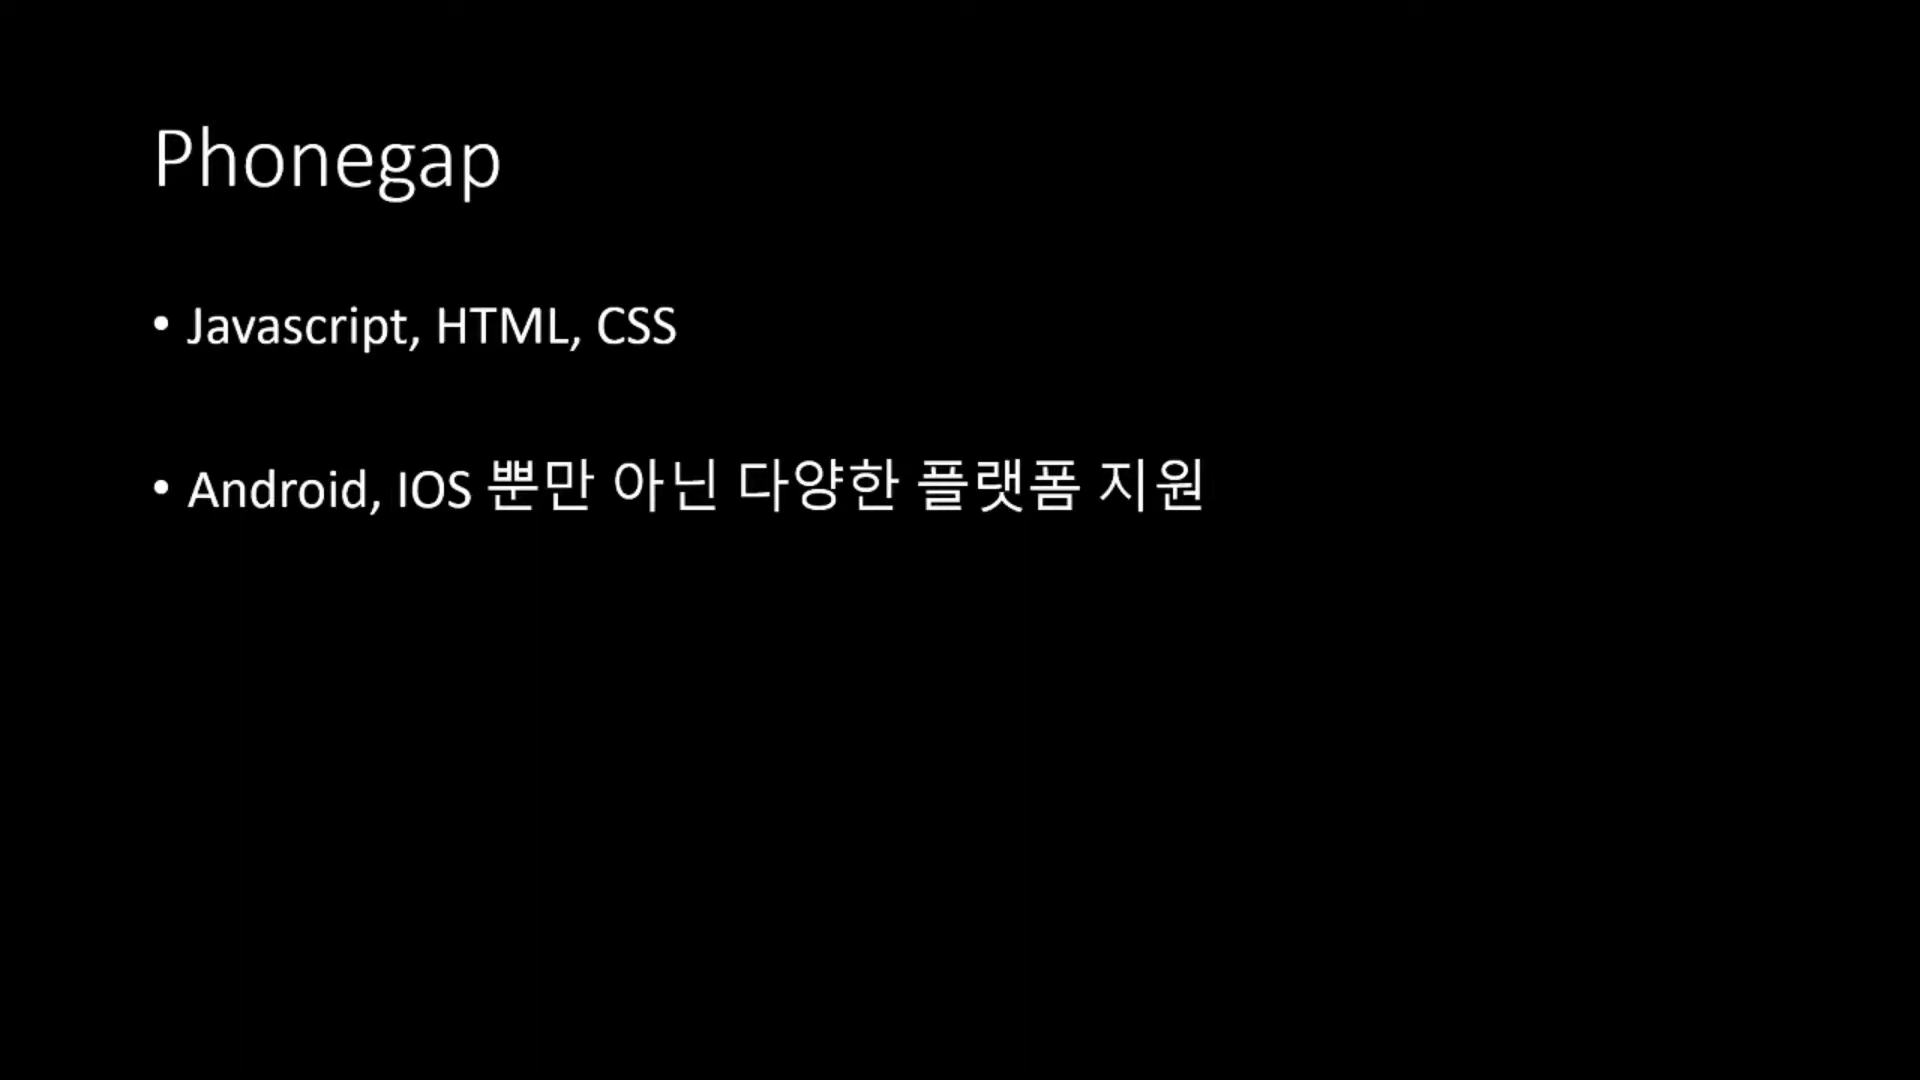 Phonegap
• Javascript, HTML, CSS
• Android, IOS 뿐만 아닌 다양한 플랫폼 지원